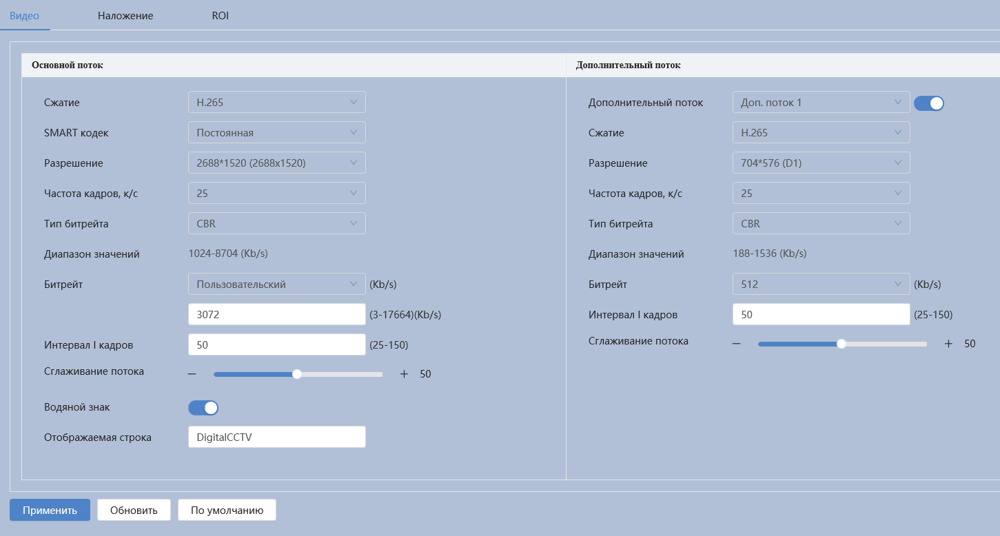 Видео Наложение ROI
Основной поток
Сжатие H.265
SMART кодек Постоянная
Разрешение 2688*1520 (2688x1520)
Частота кадров, к/с 25
Тип битрейта CBR
Диапазон значений 1024-8704 (Kb/s)
Битрейт Пользовательский (Kb/s)
3072 (3-17664)(Kb/s)
Интервал I кадров 50 (25-150)
Сглаживание потока − + 50
Водяной знак
Отображаемая строка DigitalCCTV
Дополнительный поток
Дополнительный поток Доп. поток 1
Сжатие H.265
Разрешение 704*576 (D1)
Частота кадров, к/с 25
Тип битрейта CBR
Диапазон значений 188-1536 (Kb/s)
Битрейт 512 (Kb/s)
Интервал I кадров 50 (25-150)
Сглаживание потока − + 50
Применить Обновить По умолчанию